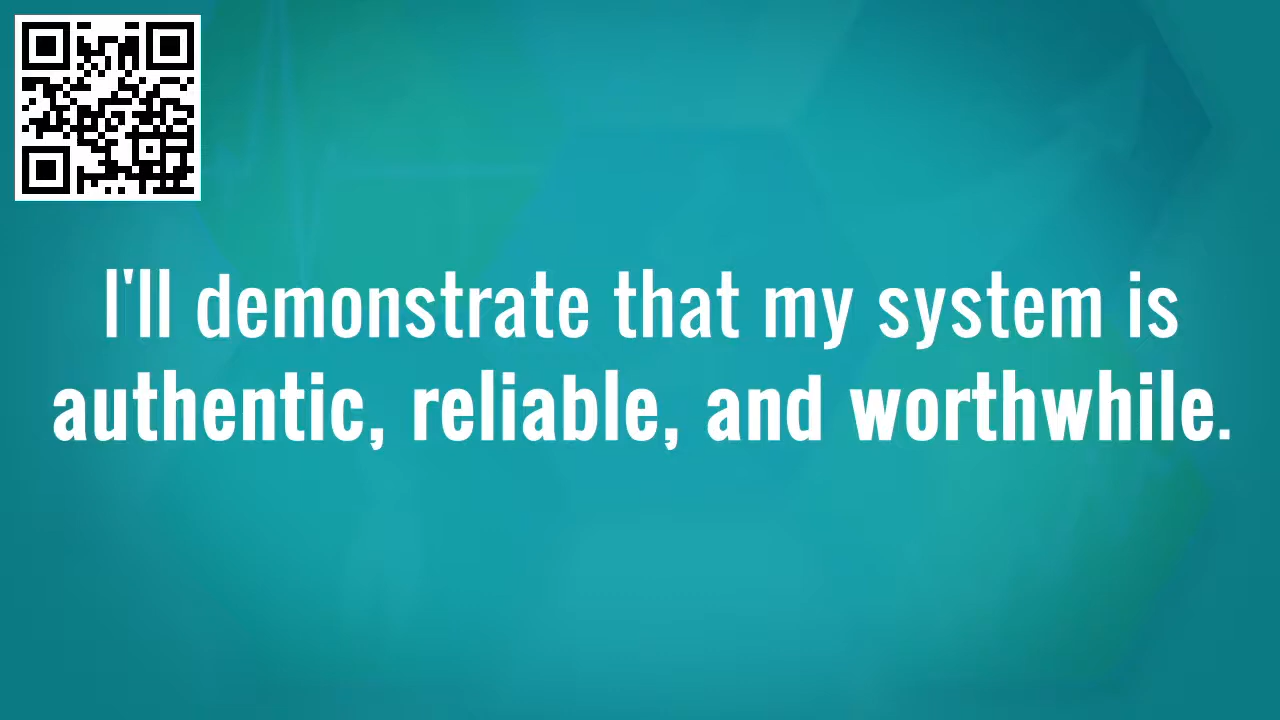 I'll demonstrate that my system is
authentic, reliable, and worthwhile.